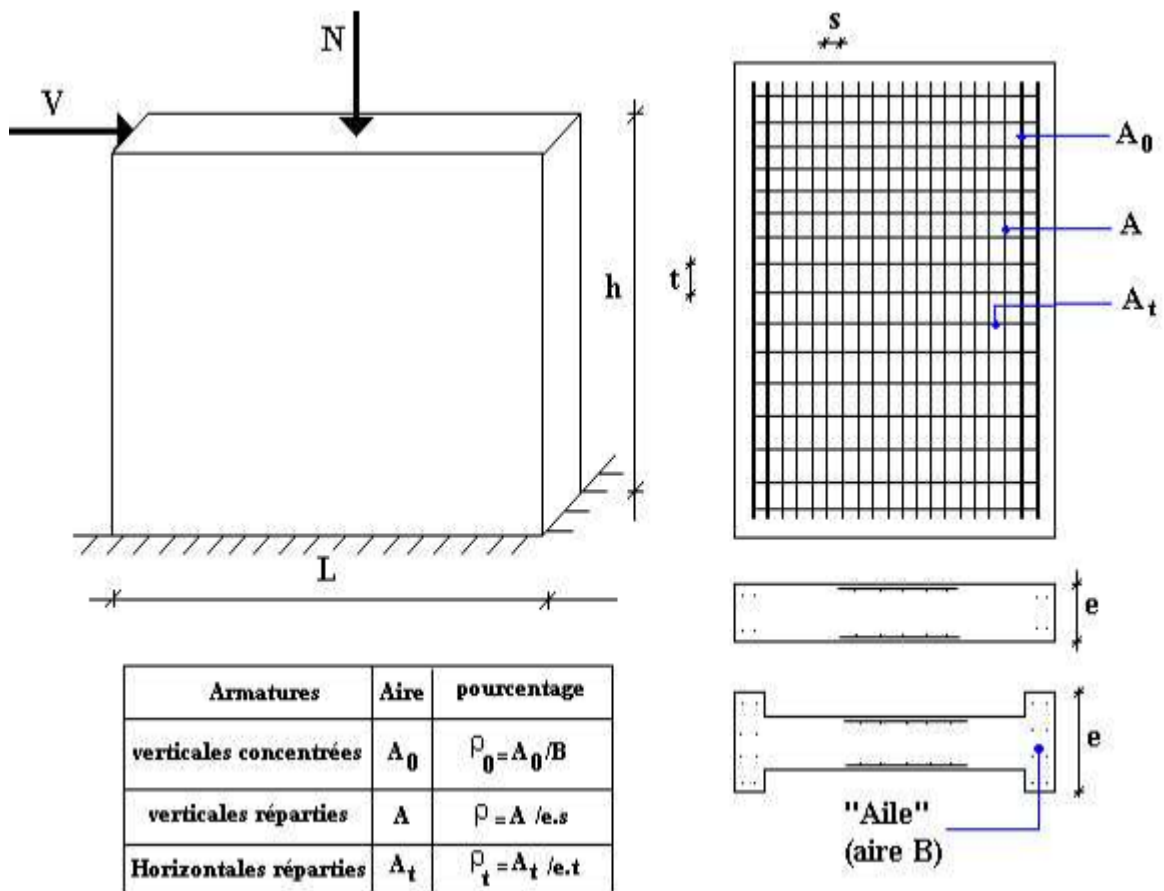 N
V
h
L
s
t
A0
A
At
e
e
"Aile"
(aire B)
Armatures Aire pourcentage
verticales concentrées A0 ρ0=A0/B
verticales réparties A ρ=A/e.s
Horizontales réparties At ρt=At/e.t